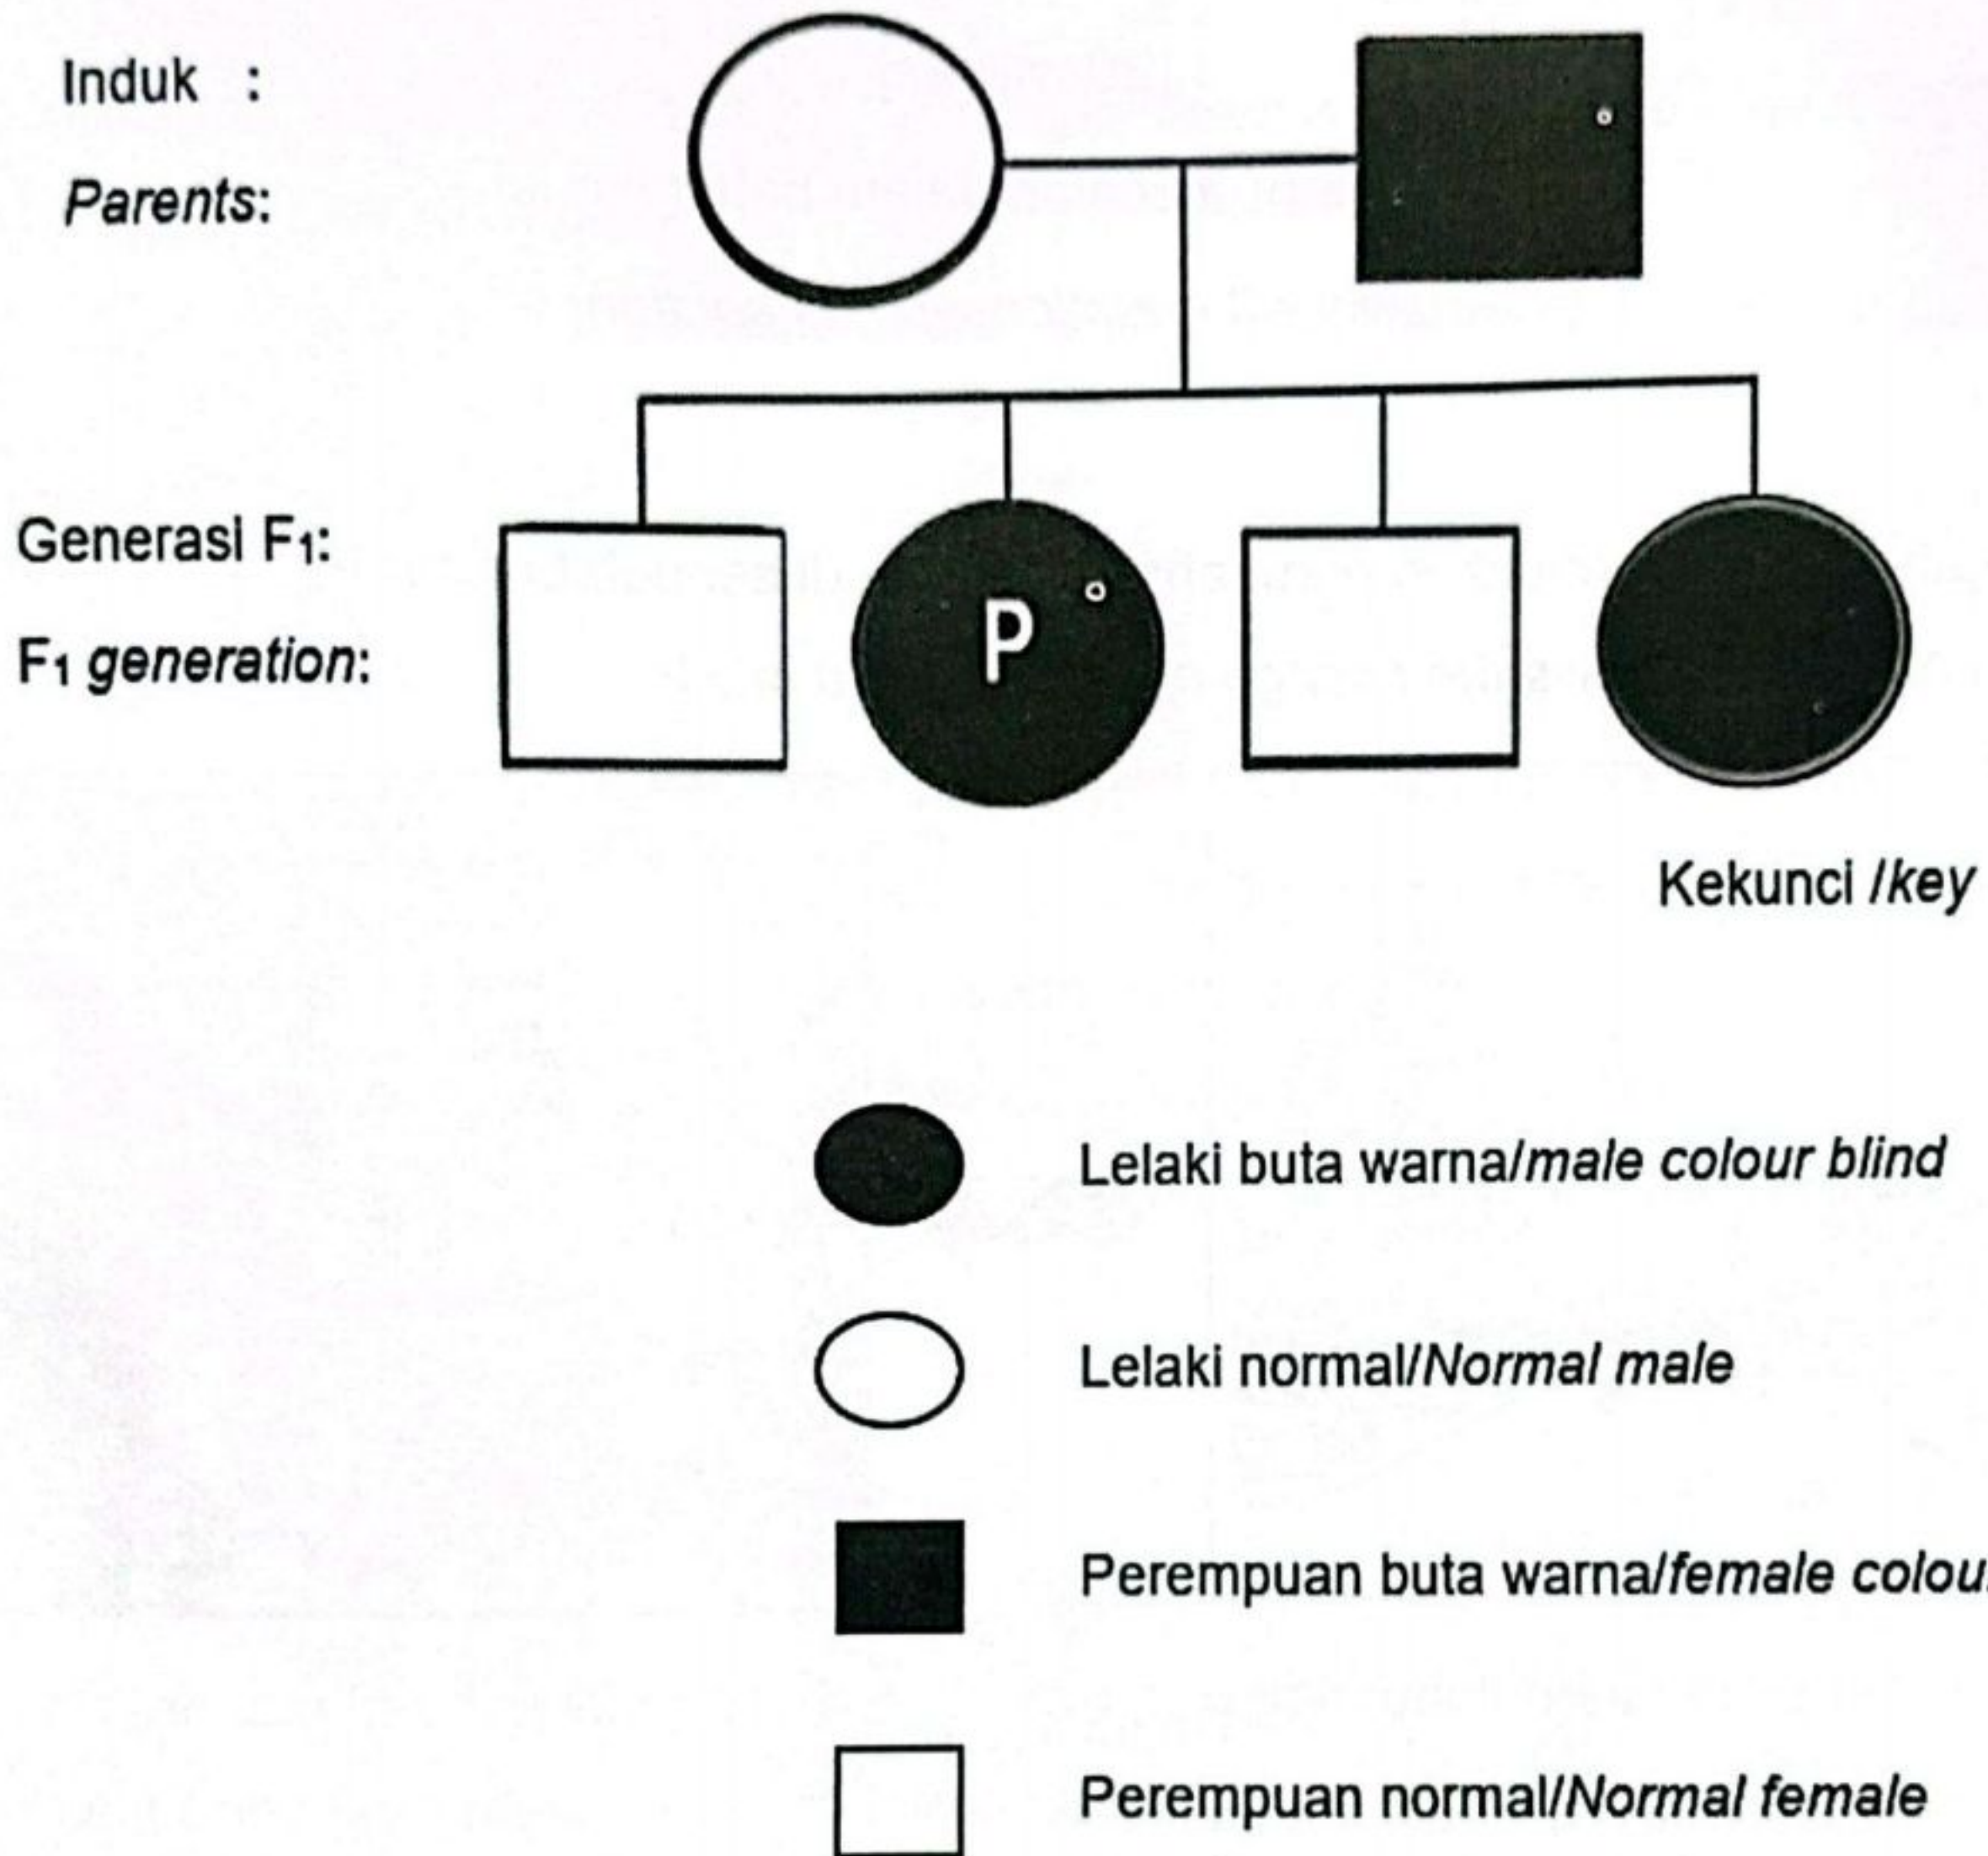 Induk :
Parents:
Generasi F₁:
F₁ generation:
P
Kekunci /key
Lelaki buta warna/male colour blind
Lelaki normal/Normal male
Perempuan buta warna/female
Perempuan normal/Normal female